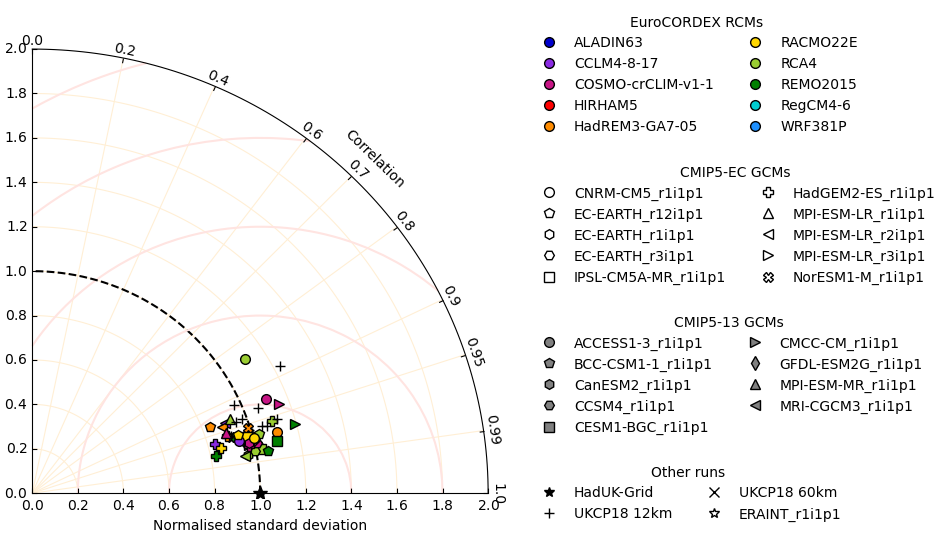 0.0
0.2
0.4
0.6
Correlation
0.7
0.8
0.9
0.95
0.99
1.0
2.0
1.8
1.6
1.4
1.2
1.0
0.8
0.6
0.4
0.2
0.0
0.0 0.2 0.4 0.6 0.8 1.0 1.2 1.4 1.6 1.8 2.0
Normalised standard deviation
EuroCORDEX RCMs
ALADIN63 RACMO22E
CCLM4-8-17 RCA4
COSMO-crCLIM-v1-1 REMO2015
HIRHAM5 RegCM4-6
HadREM3-GA7-05 WRF381P
CMIP5-EC GCMs
CNRM-CM5_r1i1p1 HadGEM2-ES_r1i1p1
EC-EARTH_r12i1p1 MPI-ESM-LR_r1i1p1
EC-EARTH_r1i1p1 MPI-ESM-LR_r2i1p1
EC-EARTH_r3i1p1 MPI-ESM-LR_r3i1p1
IPSL-CM5A-MR_r1i1p1 NorESM1-M_r1i1p1
CMIP5-13 GCMs
ACCESS1-3_r1i1p1 CMCC-CM_r1i1p1
BCC-CSM1-1_r1i1p1 GFDL-ESM2G_r1i1p1
CanESM2_r1i1p1 MPI-ESM-MR_r1i1p1
CCSM4_r1i1p1 MRI-CGCM3_r1i1p1
CESM1-BGC_r1i1p1
Other runs
HadUK-Grid UKCP18 60km
UKCP18 12km ERAINT_r1i1p1